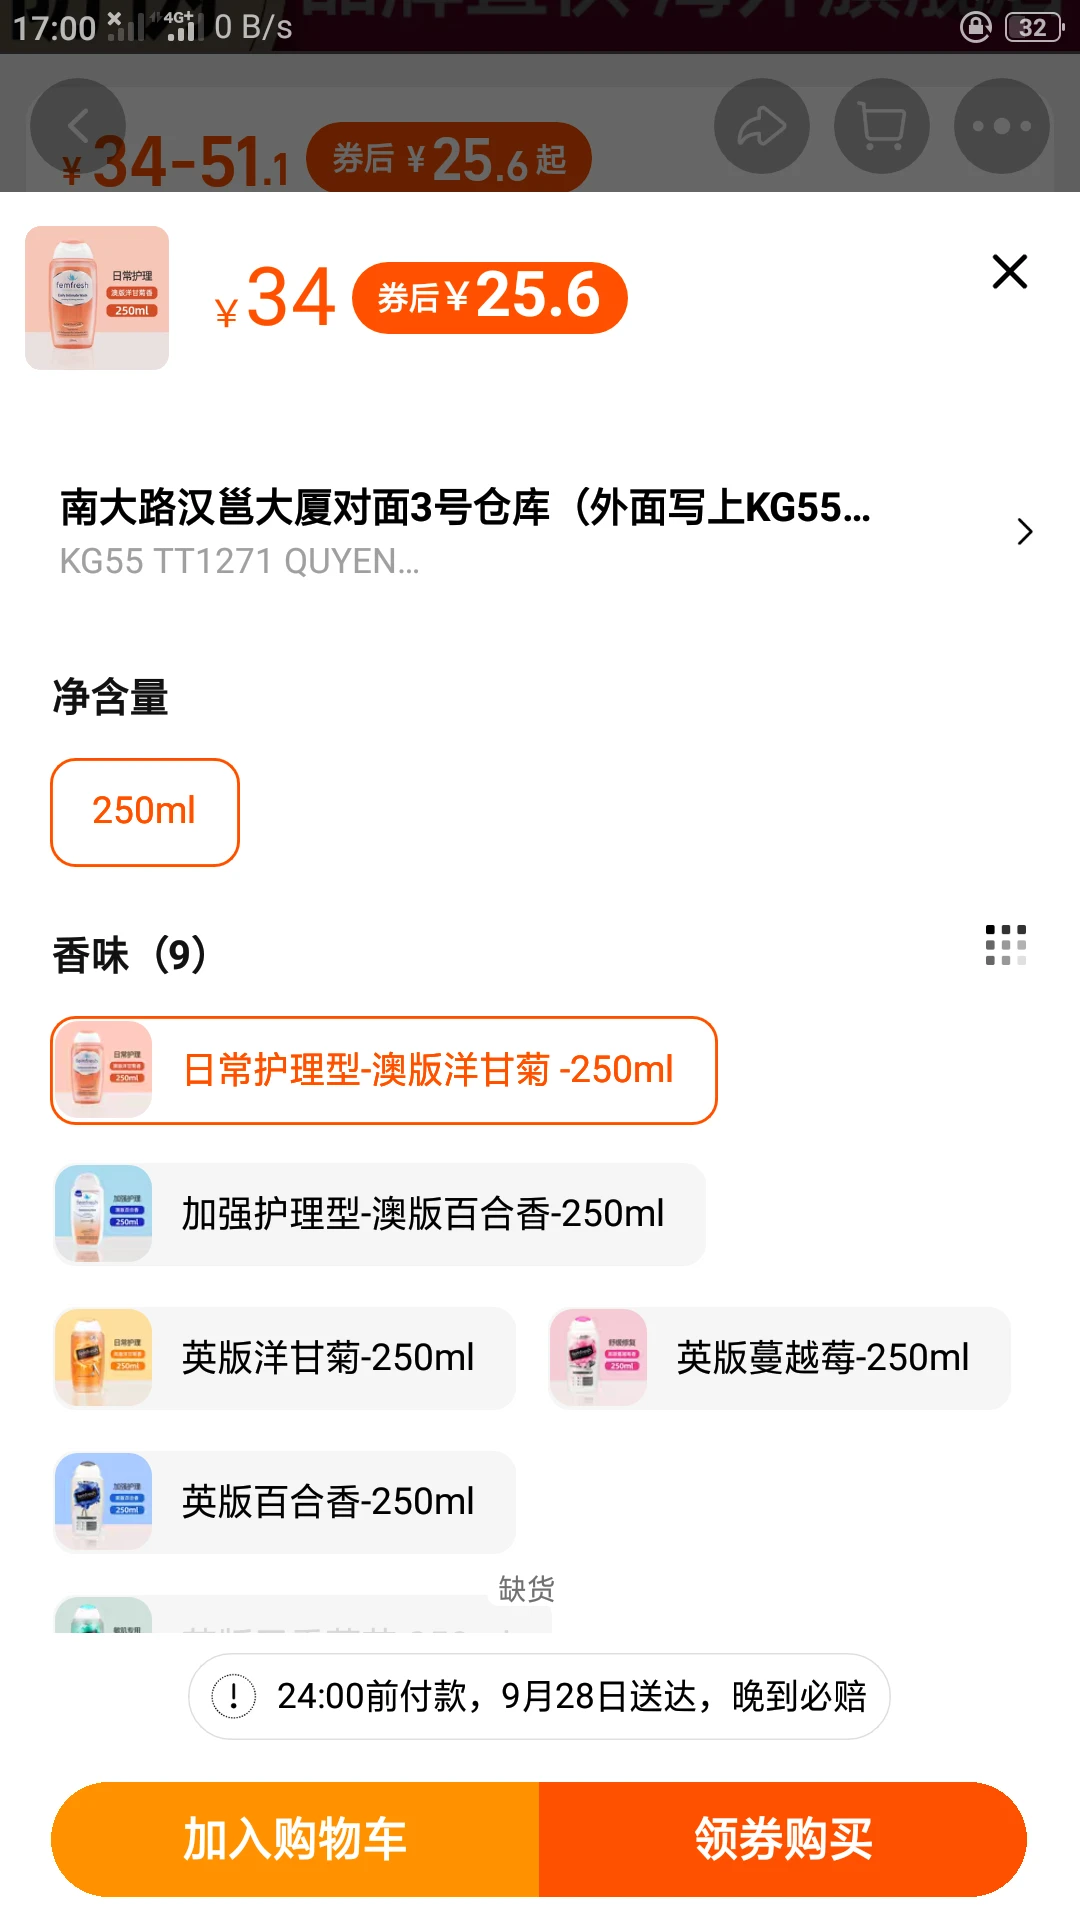 17:00 4G+ 0 B/s 32
¥34-51.1 券后 ¥25.6起
日常护理
femfresh
澳版洋甘菊香
250ml
¥34 券后¥25.6
南大路汉邕大厦对面3号仓库（外面写上KG55...
KG55 TT1271 QUYEN...
净含量
250ml
香味（9）
日常护理型-澳版洋甘菊 -250ml
加强护理型-澳版百合香-250ml
英版洋甘菊-250ml
英版蔓越莓-250ml
英版百合香-250ml
缺货
24:00前付款，9月28日送达，晚到必赔
加入购物车
领券购买